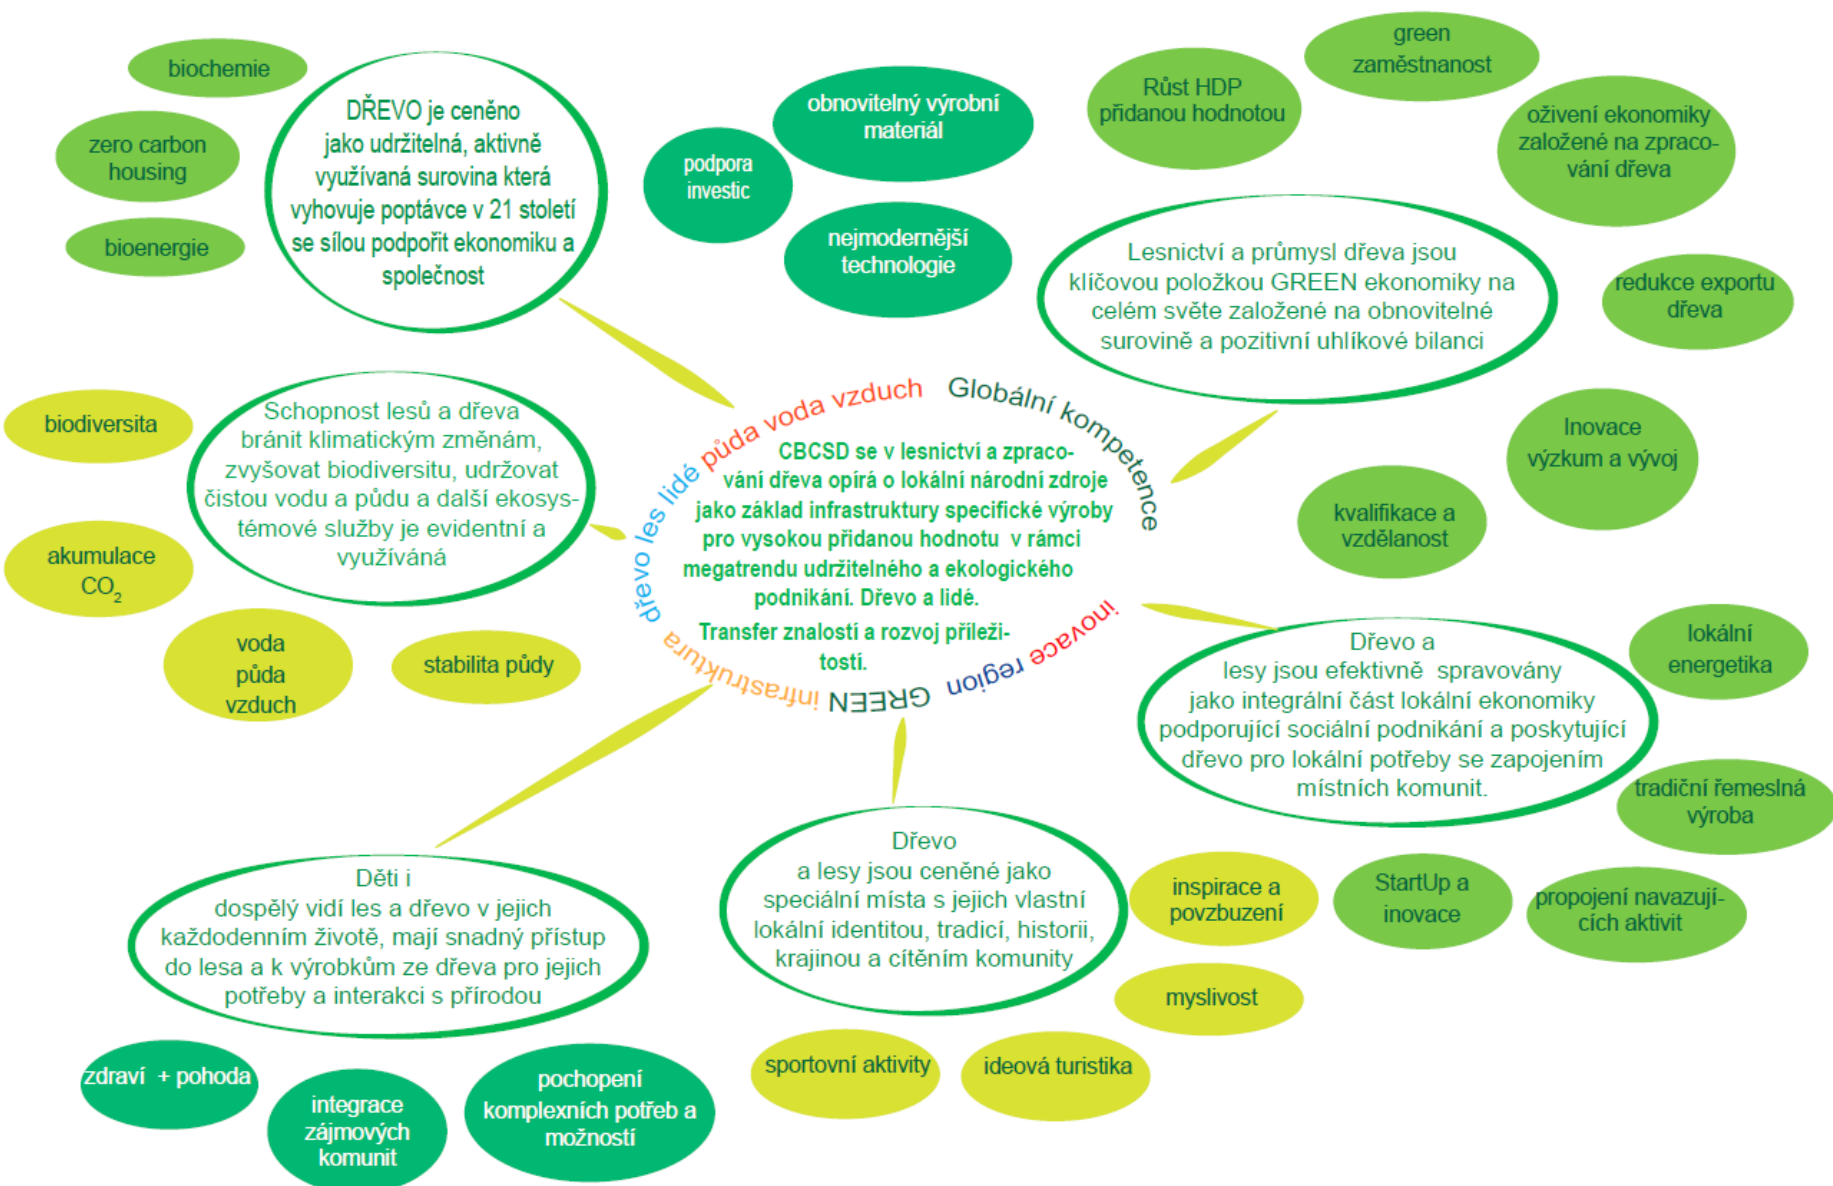 biochemie
zero carbon
housing
bioenergie
DŘEVO je ceněno
jako udržitelná, aktivně
využívaná surovina která
vyhovuje poptávce v 21 století
se sílou podpořit ekonomiku a
společnost
podpora
investic
obnovitelný výrobní
materiál
nejmodernější
technologie
Růst HDP
přidanou hodnotou
green
zaměstnanost
oživení ekonomiky
založené na zpraco-
vání dřeva
redukce exportu
dřeva
Inovace
výzkum a vývoj
kvalifikace a
vzdělanost
Lesnictví a průmysl dřeva jsou
klíčovou položkou GREEN ekonomiky na
celém světe založené na obnovitelné
surovině a pozitivní uhlíkové bilanci
biodiversita
akumulace
CO2
voda
půda
vzduch
stabilita půdy
Schopnost lesů a dřeva
bránit klimatickým změnám,
zvyšovat biodiversitu, udržovat
čistou vodu a půdu a další ekosys-
témové služby je evidentní a
využíváná
dřevo les lidé půda voda vzduch Globální kompetence
CBCSD se v lesnictví a zpraco-
vání dřeva opírá o lokální národní zdroje
jako základ infrastruktury specifické výroby
pro vysokou přidanou hodnotu v rámci
megatrendu udržitelného a ekologického
podnikání. Dřevo a lidé.
Transfer znalostí a rozvoj příleži-
tostí.
inovace region GREEN infrastruktura
Dřevo a
lesy jsou efektivně spravovány
jako integrální část lokální ekonomiky
podporující sociální podnikání a poskytující
dřevo pro lokální potřeby se zapojením
místních komunit.
lokální
energetika
tradiční řemeslná
výroba
propojení navazují-
cích aktivit
StartUp a
inovace
Děti i
dospělý vidí les a dřevo v jejich
každodenním životě, mají snadný přístup
do lesa a k výrobkům ze dřeva pro jejich
potřeby a interakci s přírodou
zdraví + pohoda
integrace
zájmových
komunit
pochopení
komplexních potřeb a
možností
Dřevo
a lesy jsou ceněné jako
speciální místa s jejich vlastní
lokální identitou, tradicí, historii,
krajinou a cítěním komunity
inspirace a
povzbuzení
myslivost
sportovní aktivity
ideová turistika